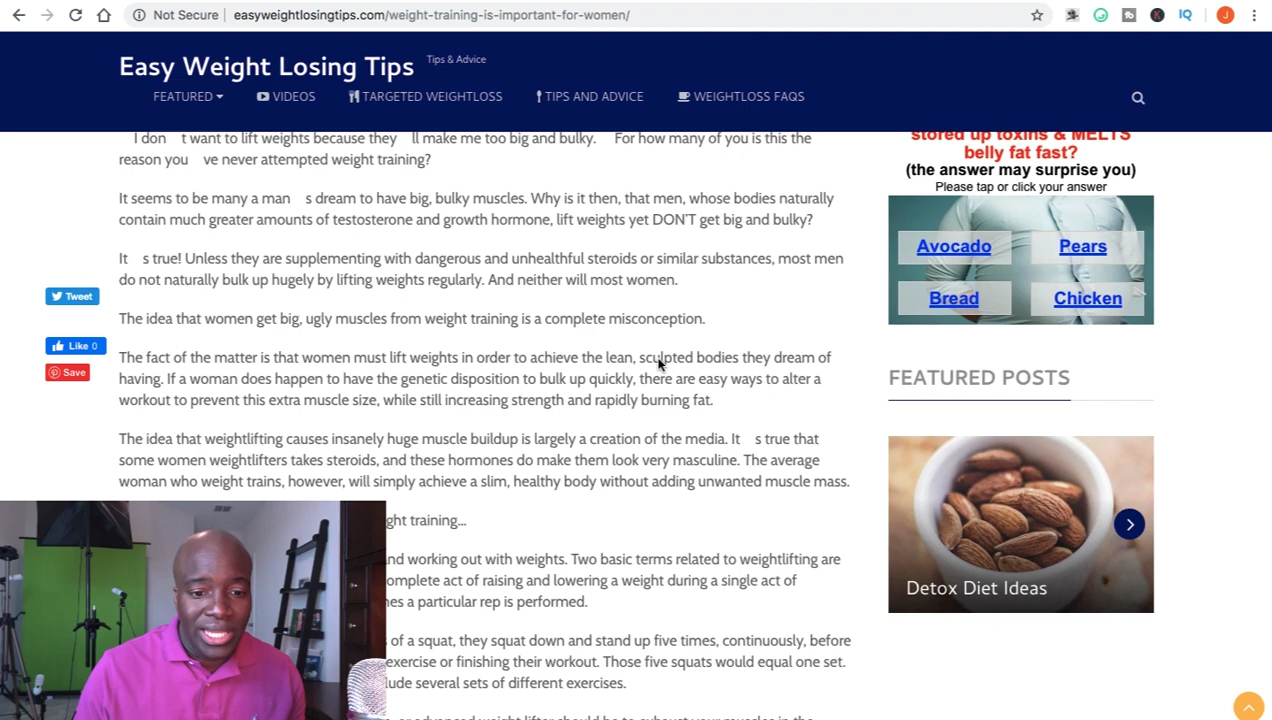 Not Secure | easyweightlosingtips.com/weight-training-is-important-for-women/
IQ
J
Easy Weight Losing Tips
Tips & Advice
FEATURED
VIDEOS
TARGETED WEIGHTLOSS
TIPS AND ADVICE
WEIGHTLOSS FAQS
I don t want to lift weights because they ll make me too big and bulky. For how many of you is this the
reason you ve never attempted weight training?
It seems to be many a man s dream to have big, bulky muscles. Why is it then, that men, whose bodies naturally
contain much greater amounts of testosterone and growth hormone, lift weights yet DON'T get big and bulky?
It s true! Unless they are supplementing with dangerous and unhealthful steroids or similar substances, most men
do not naturally bulk up hugely by lifting weights regularly. And neither will most women.
The idea that women get big, ugly muscles from weight training is a complete misconception.
The fact of the matter is that women must lift weights in order to achieve the lean, sculpted bodies they dream of
having. If a woman does happen to have the genetic disposition to bulk up quickly, there are easy ways to alter a
workout to prevent this extra muscle size, while still increasing strength and rapidly burning fat.
The idea that weightlifting causes insanely huge muscle buildup is largely a creation of the media. It s true that
some women weightlifters takes steroids, and these hormones do make them look very masculine. The average
woman who weight trains, however, will simply achieve a slim, healthy body without adding unwanted muscle mass.
ght training...
nd working out with weights. Two basic terms related to weightlifting are
omplete act of raising and lowering a weight during a single act of
nes a particular rep is performed.
of a squat, they squat down and stand up five times, continuously, before
exercise or finishing their workout. Those five squats would equal one set.
lude several sets of different exercises.
Tweet
Like 0
Save
stored up toxins & MELTS
belly fat fast?
(the answer may surprise you)
Please tap or click your answer
Avocado
Pears
Bread
Chicken
FEATURED POSTS
Detox Diet Ideas